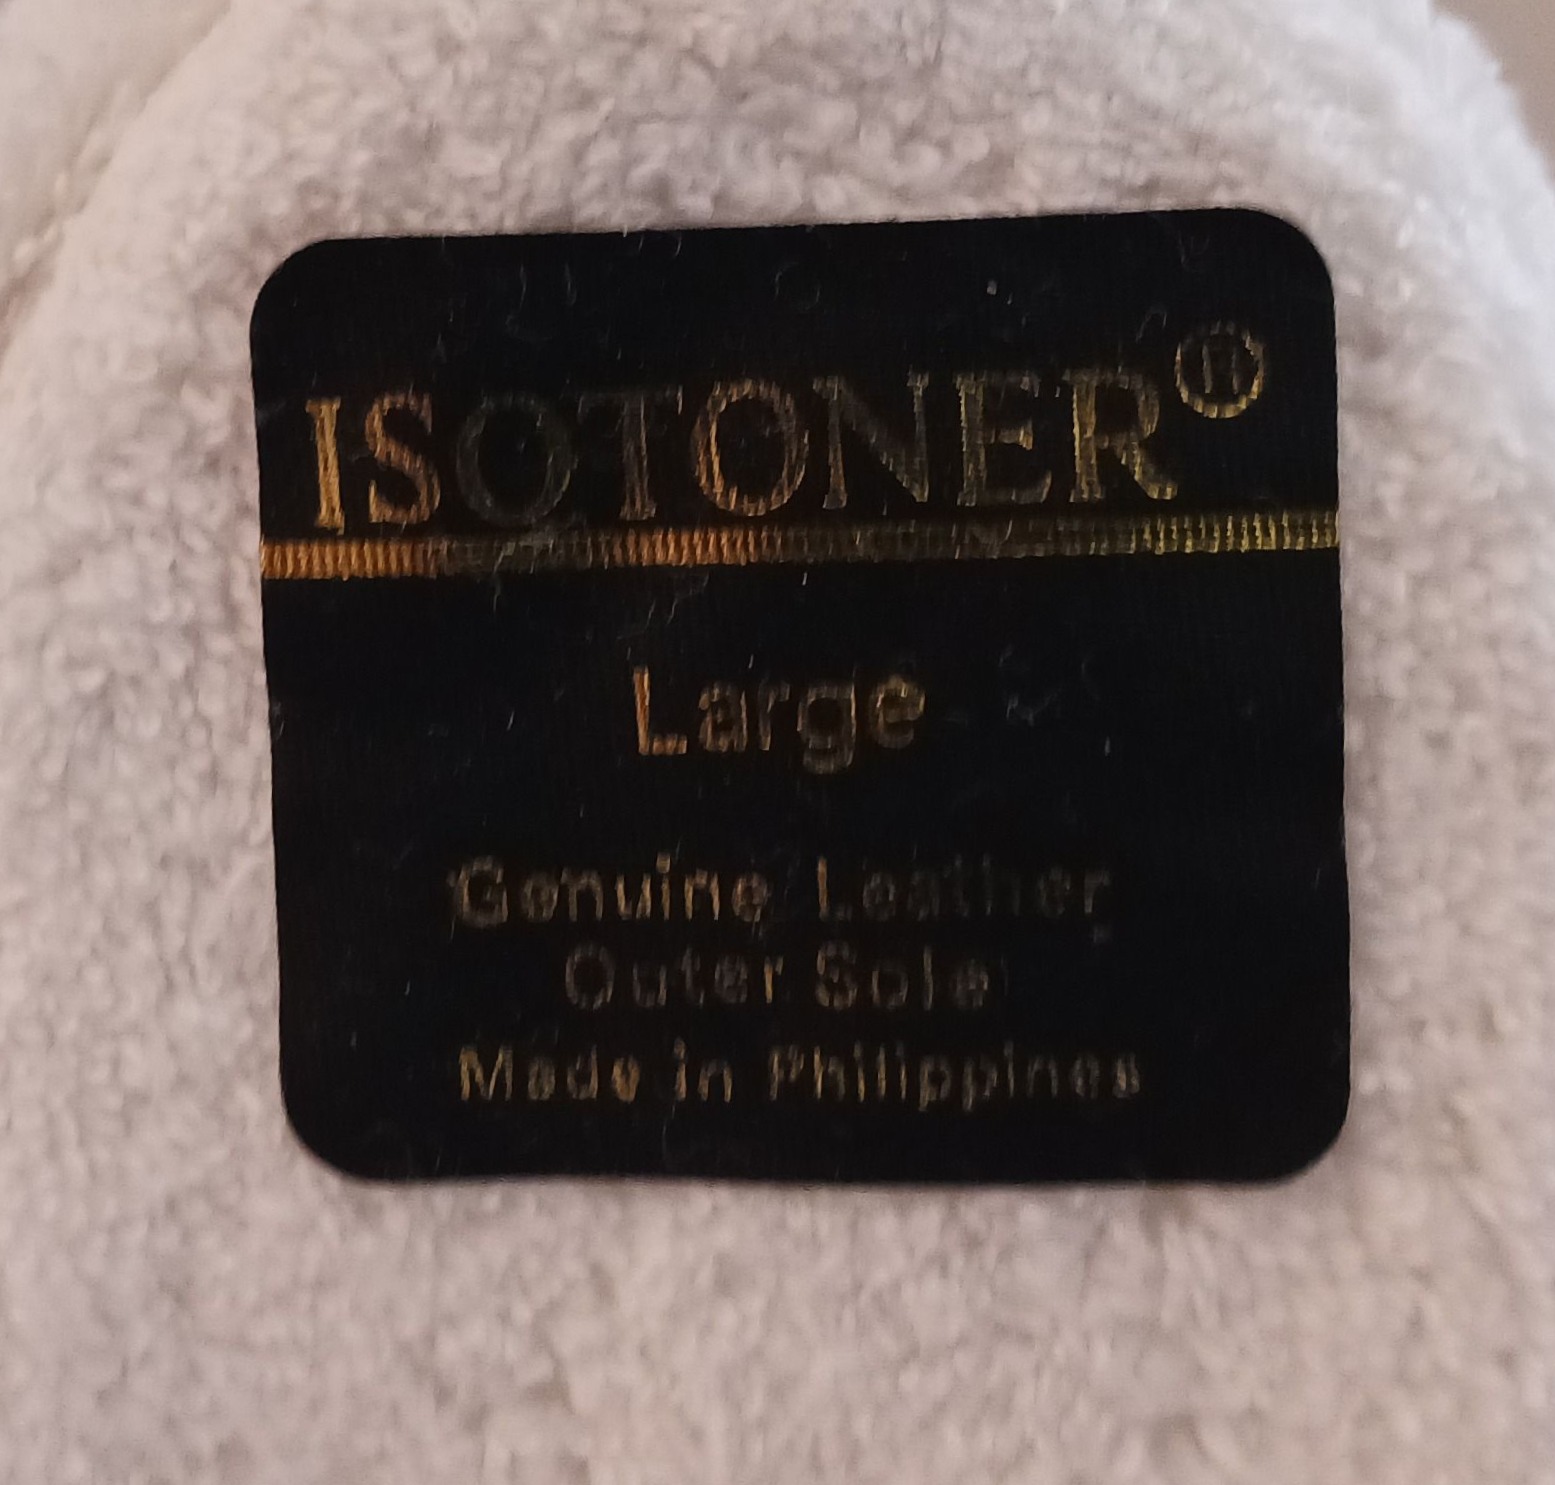 ISOTONER®
Large
Genuine Leather
Outer Sole
Made in Philippines